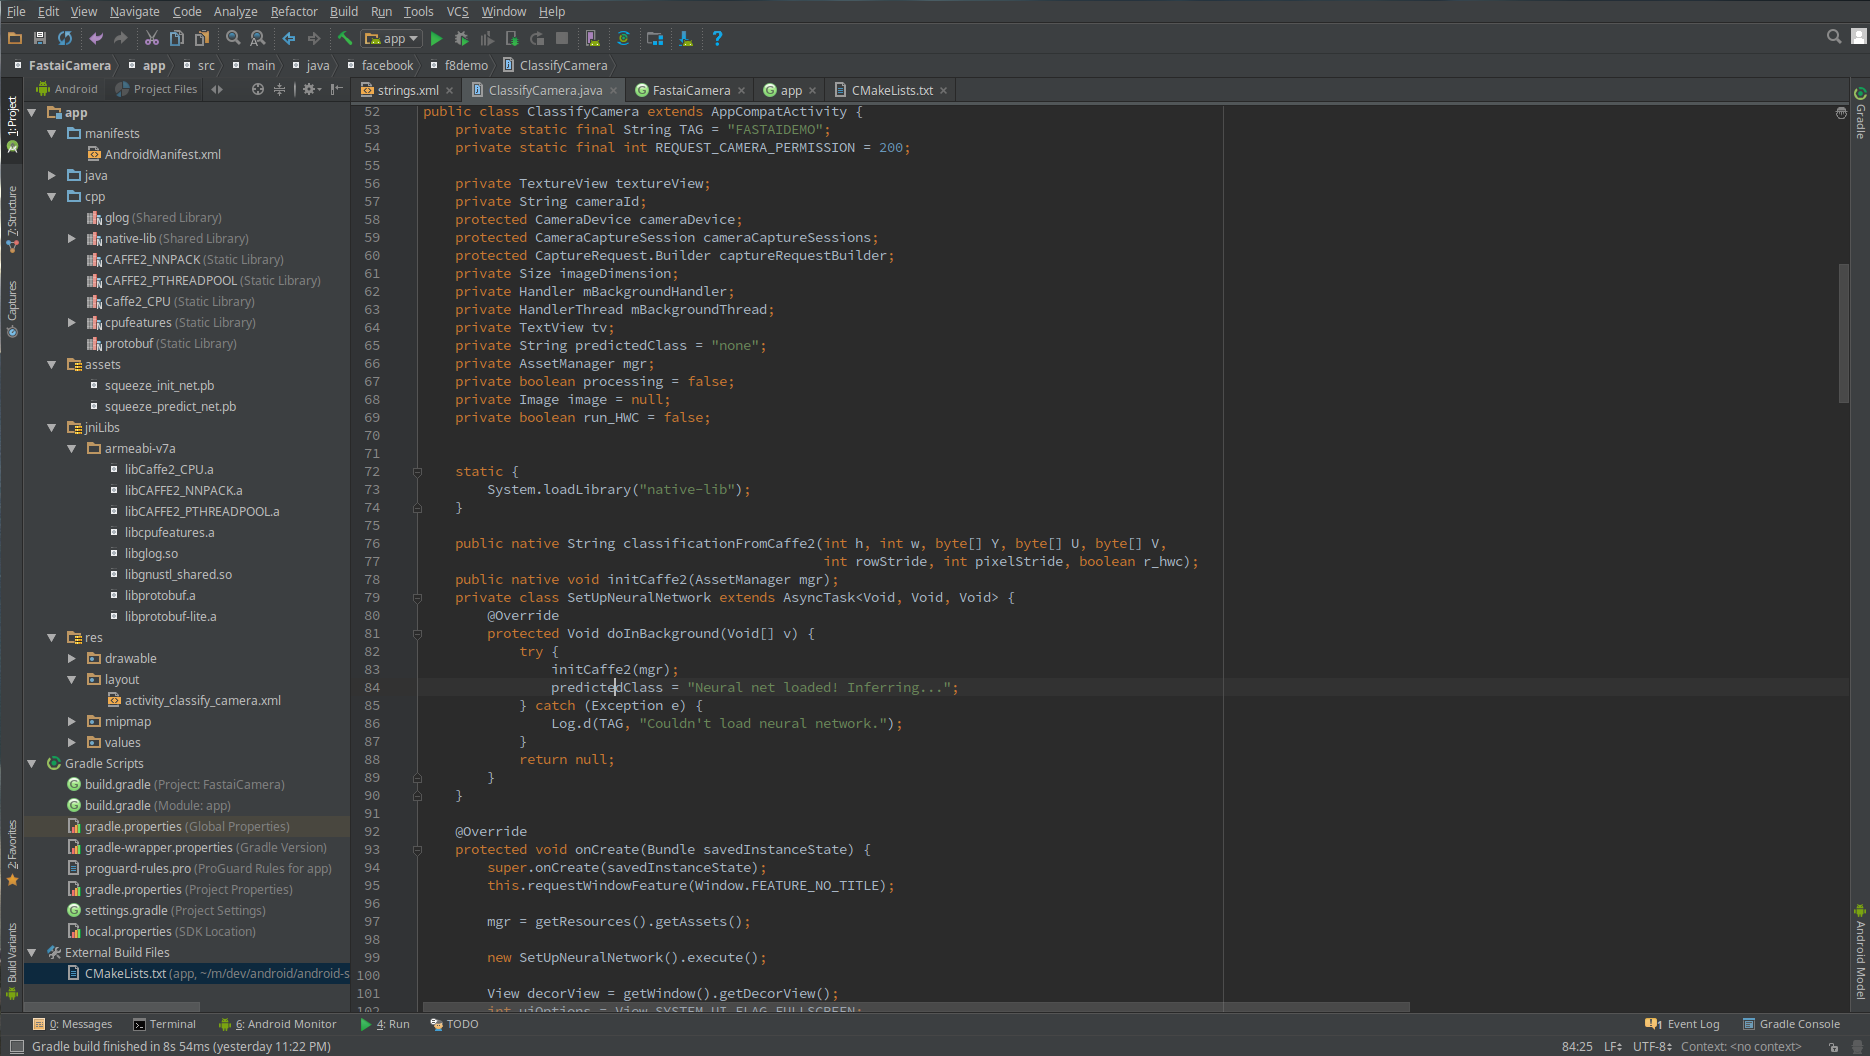 File Edit View Navigate Code Analyze Refactor Build Run Tools VCS Window Help
app
FastaiCamera app src main java facebook f8demo ClassifyCamera
Android Project Files
strings.xml ClassifyCamera.java FastaiCamera app CMakeLists.txt
1: Project
7: Structure
Captures
2: Favorites
Build Variants
app
manifests
AndroidManifest.xml
java
cpp
glog (Shared Library)
native-lib (Shared Library)
CAFFE2_NNPACK (Static Library)
CAFFE2_PTHREADPOOL (Static Library)
Caffe2_CPU (Static Library)
cpufeatures (Static Library)
protobuf (Static Library)
assets
squeeze_init_net.pb
squeeze_predict_net.pb
jniLibs
armeabi-v7a
libCaffe2_CPU.a
libCAFFE2_NNPACK.a
libCAFFE2_PTHREADPOOL.a
libcpufeatures.a
libglog.so
libgnustl_shared.so
libprotobuf.a
libprotobuf-lite.a
res
drawable
layout
activity_classify_camera.xml
mipmap
values
Gradle Scripts
build.gradle (Project: FastaiCamera)
build.gradle (Module: app)
gradle.properties (Global Properties)
gradle-wrapper.properties (Gradle Version)
proguard-rules.pro (ProGuard Rules for app)
gradle.properties (Project Properties)
settings.gradle (Project Settings)
local.properties (SDK Location)
External Build Files
CMakeLists.txt (app, ~/m/dev/android/android-s
52 public class ClassifyCamera extends AppCompatActivity {
53 private static final String TAG = "FASTAIDEMO";
54 private static final int REQUEST_CAMERA_PERMISSION = 200;
55
56 private TextureView textureView;
57 private String cameraId;
58 protected CameraDevice cameraDevice;
59 protected CameraCaptureSession cameraCaptureSessions;
60 protected CaptureRequest.Builder captureRequestBuilder;
61 private Size imageDimension;
62 private Handler mBackgroundHandler;
63 private HandlerThread mBackgroundThread;
64 private TextView tv;
65 private String predictedClass = "none";
66 private AssetManager mgr;
67 private boolean processing = false;
68 private Image image = null;
69 private boolean run_HWC = false;
70
71
72 static {
73 System.loadLibrary("native-lib");
74 }
75
76 public native String classificationFromCaffe2(int h, int w, byte[] Y, byte[] U, byte[] V,
77 int rowStride, int pixelStride, boolean r_hwc);
78 public native void initCaffe2(AssetManager mgr);
79 private class SetUpNeuralNetwork extends AsyncTask<Void, Void, Void> {
80 @Override
81 protected Void doInBackground(Void[] v) {
82 try {
83 initCaffe2(mgr);
84 predictedClass = "Neural net loaded! Inferring...";
85 } catch (Exception e) {
86 Log.d(TAG, "Couldn't load neural network.");
87 }
88 return null;
89 }
90 }
91
92 @Override
93 protected void onCreate(Bundle savedInstanceState) {
94 super.onCreate(savedInstanceState);
95 this.requestWindowFeature(Window.FEATURE_NO_TITLE);
96
97 mgr = getResources().getAssets();
98
99 new SetUpNeuralNetwork().execute();
100
101 View decorView = getWindow().getDecorView();
102 int uiOptions = View.SYSTEM_UI_FLAG_FULLSCREEN;
Gradle
Android Model
0: Messages Terminal 6: Android Monitor 4: Run TODO Event Log Gradle Console
Gradle build finished in 8s 54ms (yesterday 11:22 PM) 84:25 LF÷ UTF-8÷ Context: <no context>